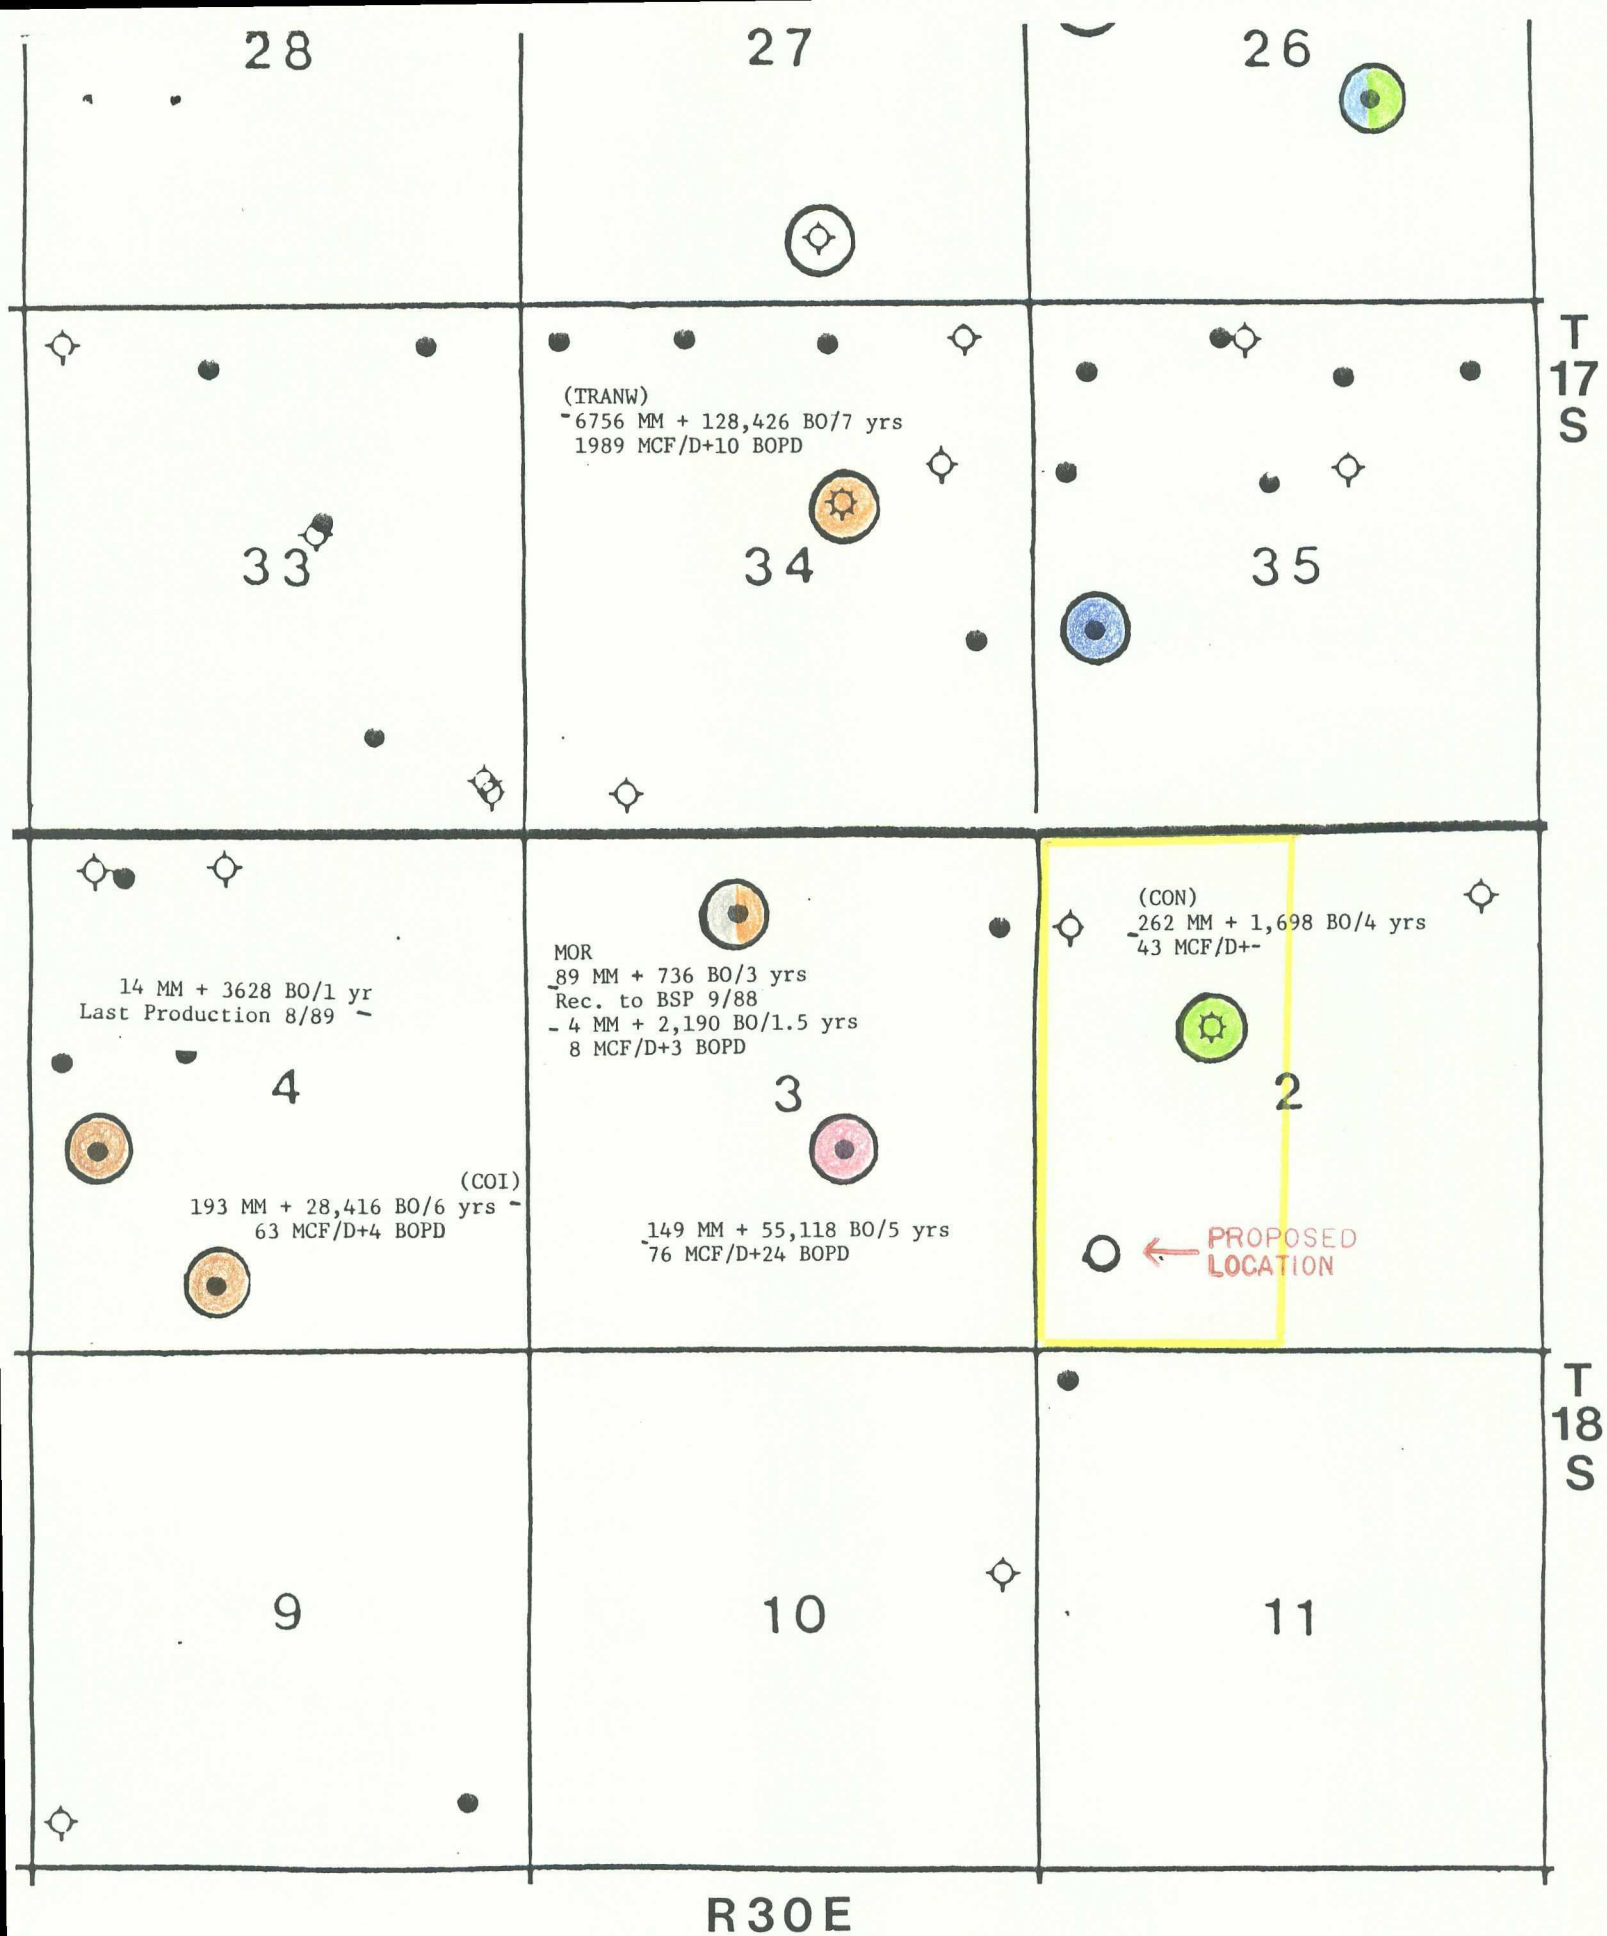 28
27
26
T
17
S
(TRANW)
-6756 MM + 128,426 BO/7 yrs
1989 MCF/D+10 BOPD
33
34
35
(CON)
-262 MM + 1,698 BO/4 yrs
43 MCF/D+-
MOR
89 MM + 736 BO/3 yrs
Rec. to BSP 9/88
- 4 MM + 2,190 BO/1.5 yrs
8 MCF/D+3 BOPD
14 MM + 3628 BO/1 yr
Last Production 8/89 -
4
3
2
(COI)
193 MM + 28,416 BO/6 yrs -
63 MCF/D+4 BOPD
149 MM + 55,118 BO/5 yrs
76 MCF/D+24 BOPD
PROPOSED
LOCATION
T
18
S
9
10
11
R30E